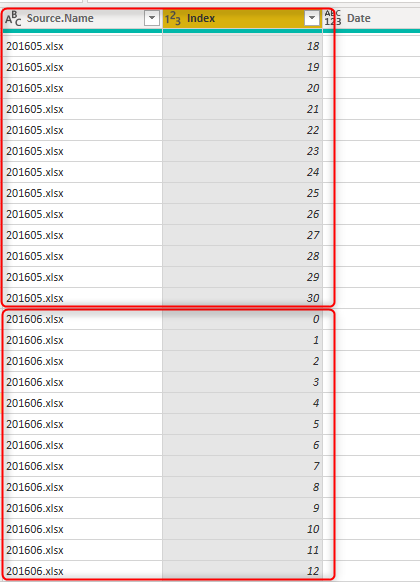 ABC Source.Name 123 Index ABC 123 Date
201605.xlsx 18
201605.xlsx 19
201605.xlsx 20
201605.xlsx 21
201605.xlsx 22
201605.xlsx 23
201605.xlsx 24
201605.xlsx 25
201605.xlsx 26
201605.xlsx 27
201605.xlsx 28
201605.xlsx 29
201605.xlsx 30
201606.xlsx 0
201606.xlsx 1
201606.xlsx 2
201606.xlsx 3
201606.xlsx 4
201606.xlsx 5
201606.xlsx 6
201606.xlsx 7
201606.xlsx 8
201606.xlsx 9
201606.xlsx 10
201606.xlsx 11
201606.xlsx 12